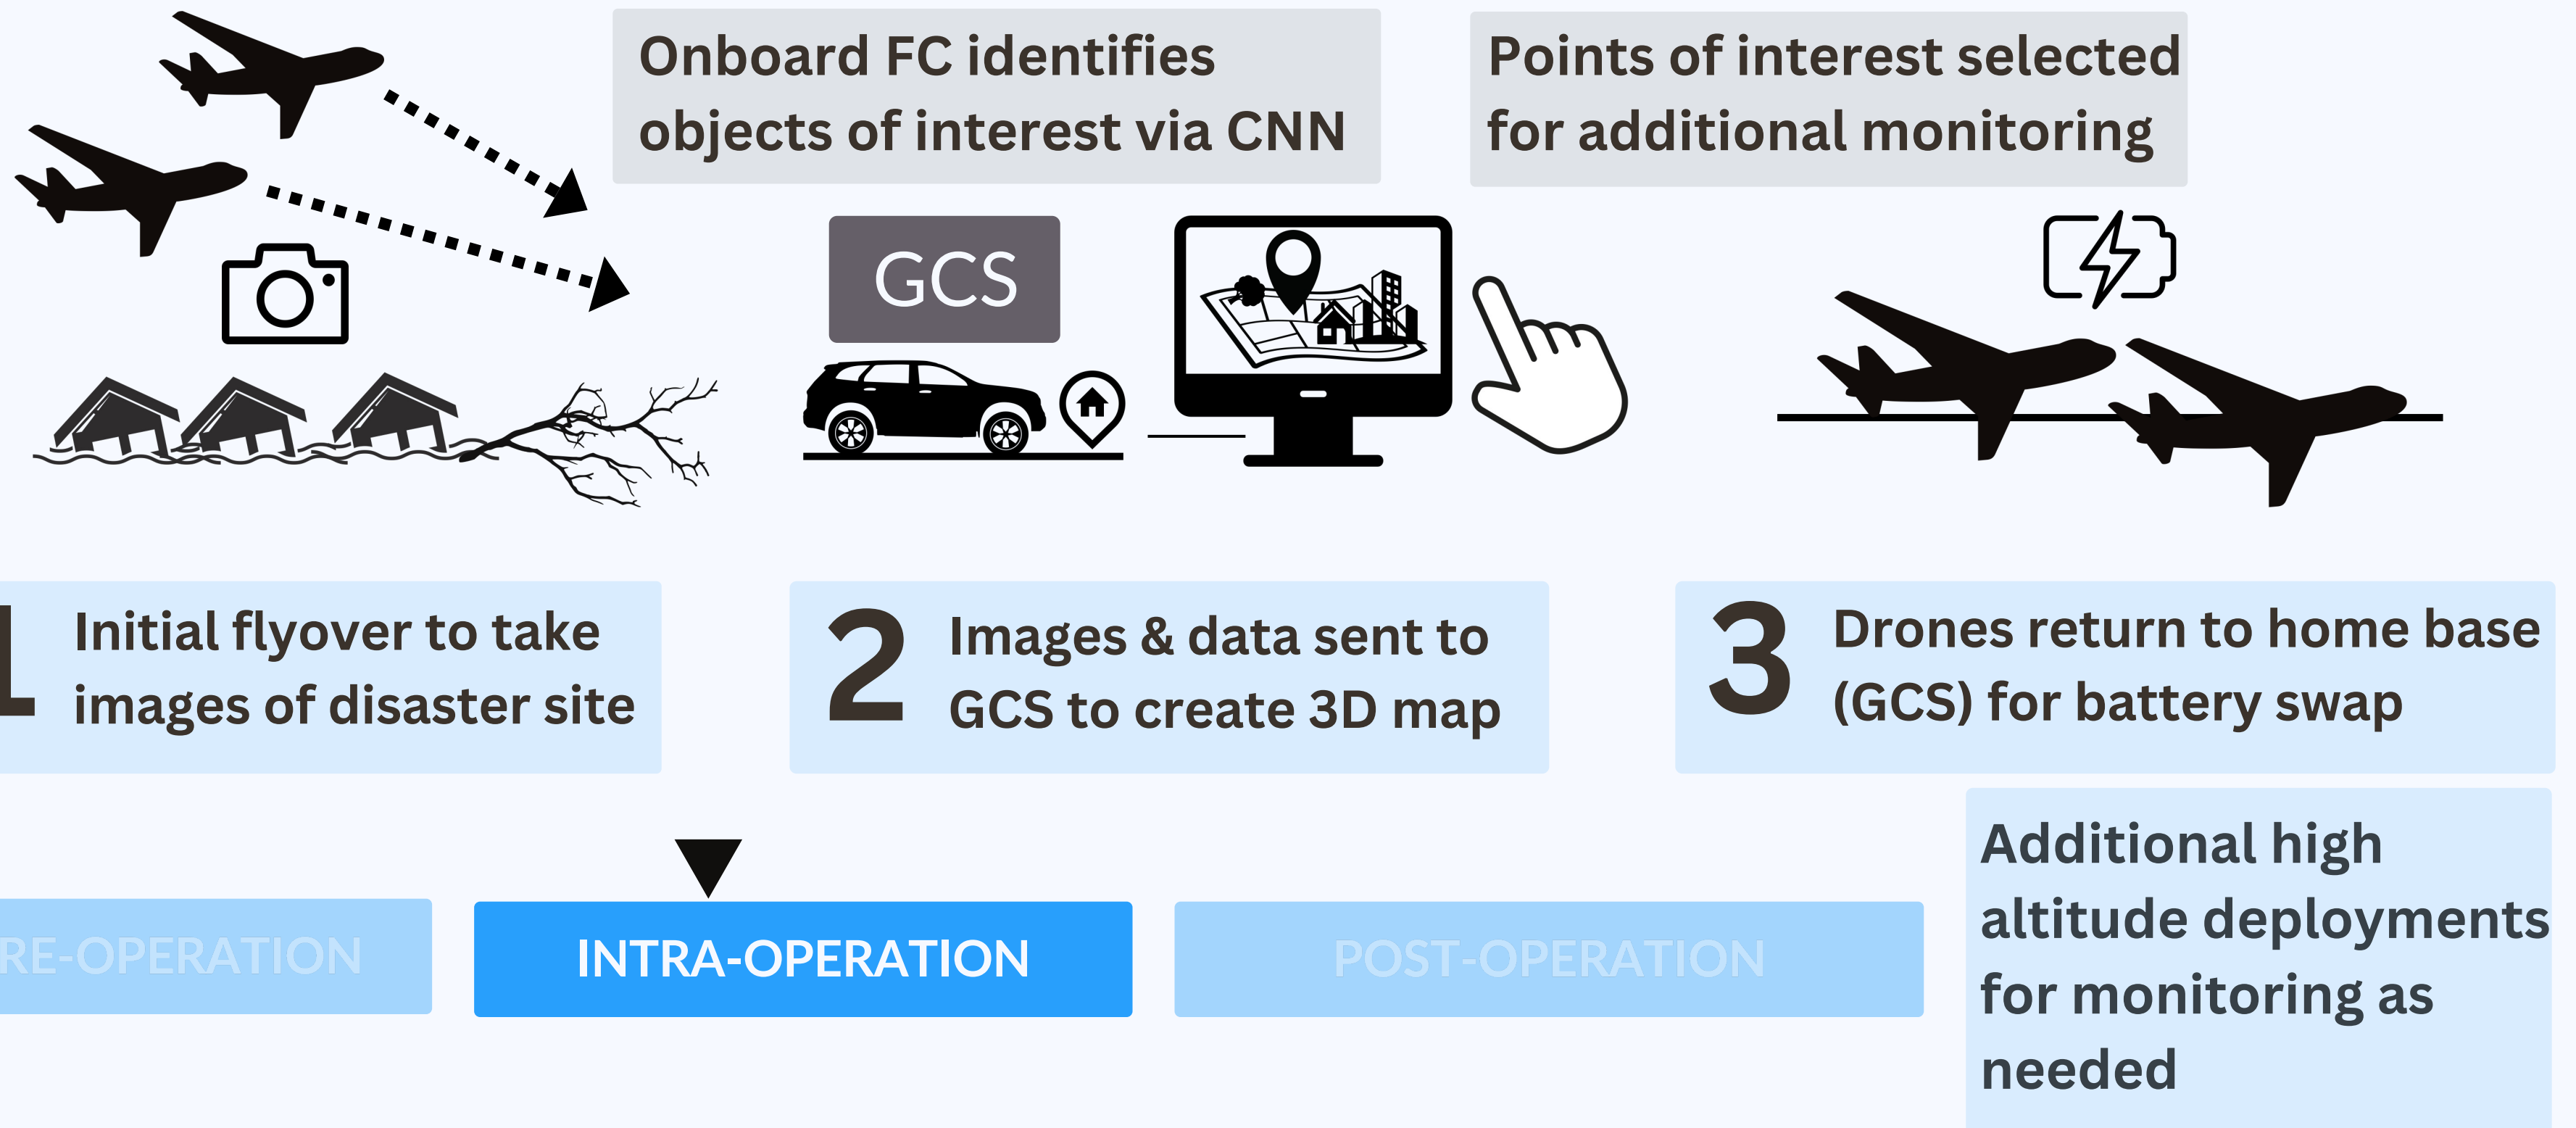 Onboard FC identifies
objects of interest via CNN
Points of interest selected
for additional monitoring
GCS
1 Initial flyover to take
images of disaster site
2 Images & data sent to
GCS to create 3D map
3 Drones return to home base
(GCS) for battery swap
RE-OPERATION
INTRA-OPERATION
POST-OPERATION
Additional high
altitude deployments
for monitoring as
needed